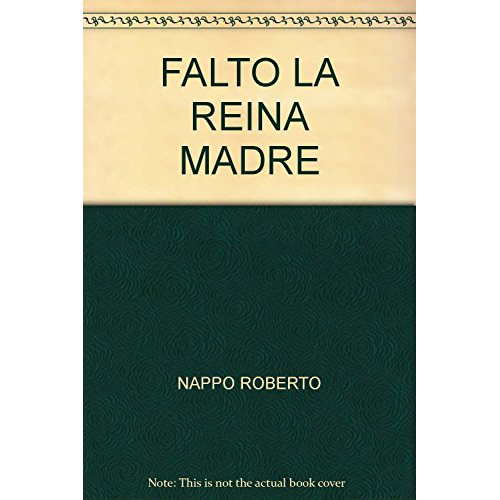 FALTO LA
REINA
MADRE
NAPPO ROBERTO
Note: This is not the actual book cover